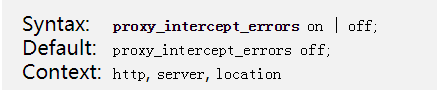 Syntax: proxy_intercept_errors on | off;
Default: proxy_intercept_errors off;
Context: http, server, location